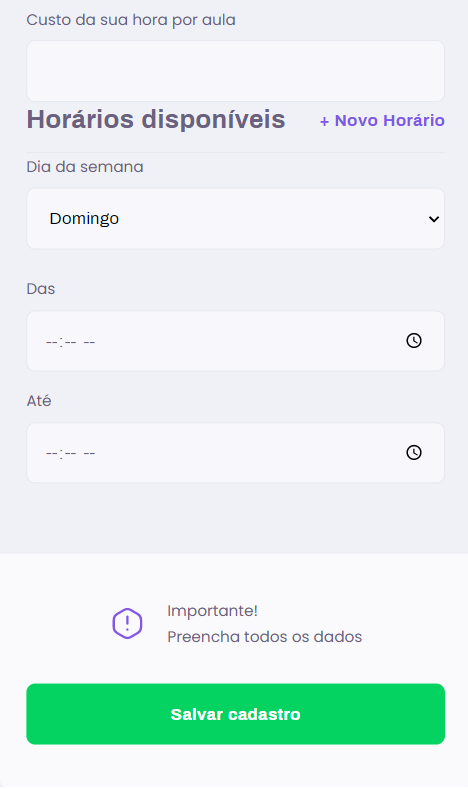 Custo da sua hora por aula
Horários disponíveis
+ Novo Horário
Dia da semana
Domingo
Das
--:-- --
Até
--:-- --
Importante!
Preencha todos os dados
Salvar cadastro